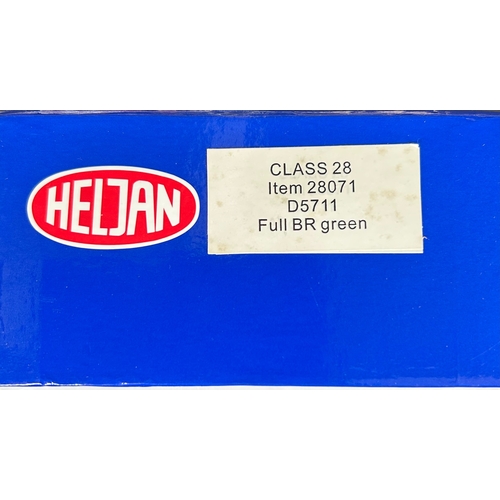 HELJAN
CLASS 28
Item 28071
D5711
Full BR green